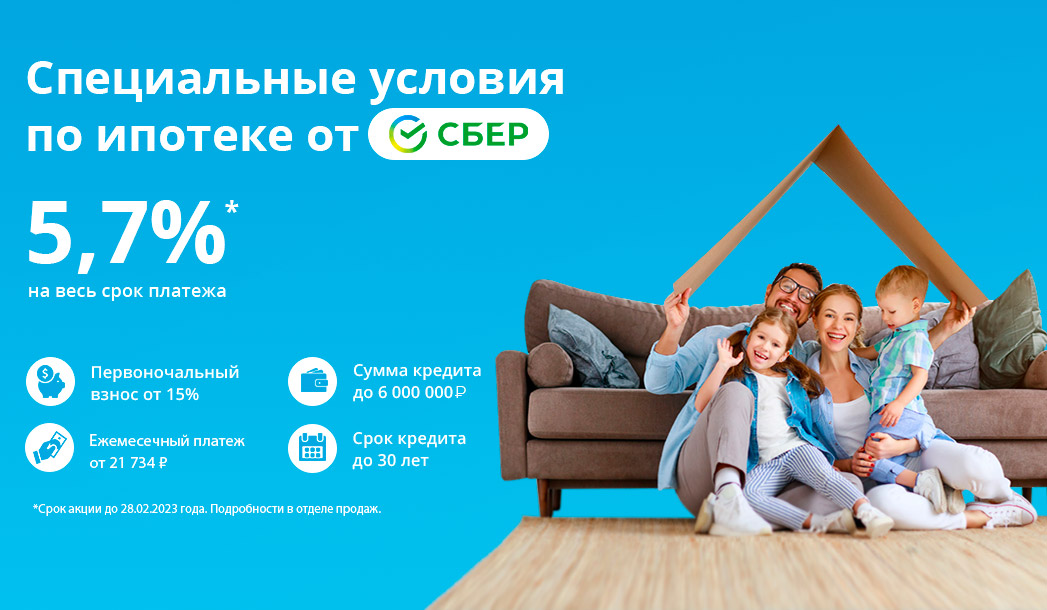 Специальные условия
по ипотеке от СБЕР
5,7%*
на весь срок платежа
Первоночальный
взнос от 15%
Сумма кредита
до 6 000 000₽
Ежемесечный платеж
от 21 734 ₽
Срок кредита
до 30 лет
*Срок акции до 28.02.2023 года. Подробности в отделе продаж.